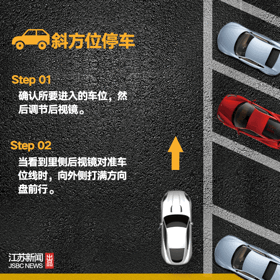 斜方位停车
Step 01
确认所要进入的车位，然
后调节后视镜。
Step 02
当看到里侧后视镜对准车
位线时，向外侧打满方向
盘前行。
江苏新闻
JSBC NEWS
出品